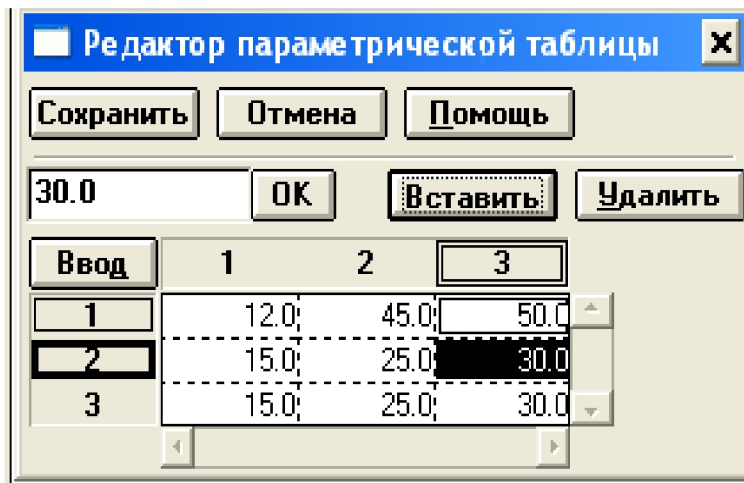 Редактор параметрической таблицы
Сохранить Отмена Помощь
30.0 OK Вставить Удалить
Ввод 1 2 3
1 12.0 45.0 50.0
2 15.0 25.0 30.0
3 15.0 25.0 30.0